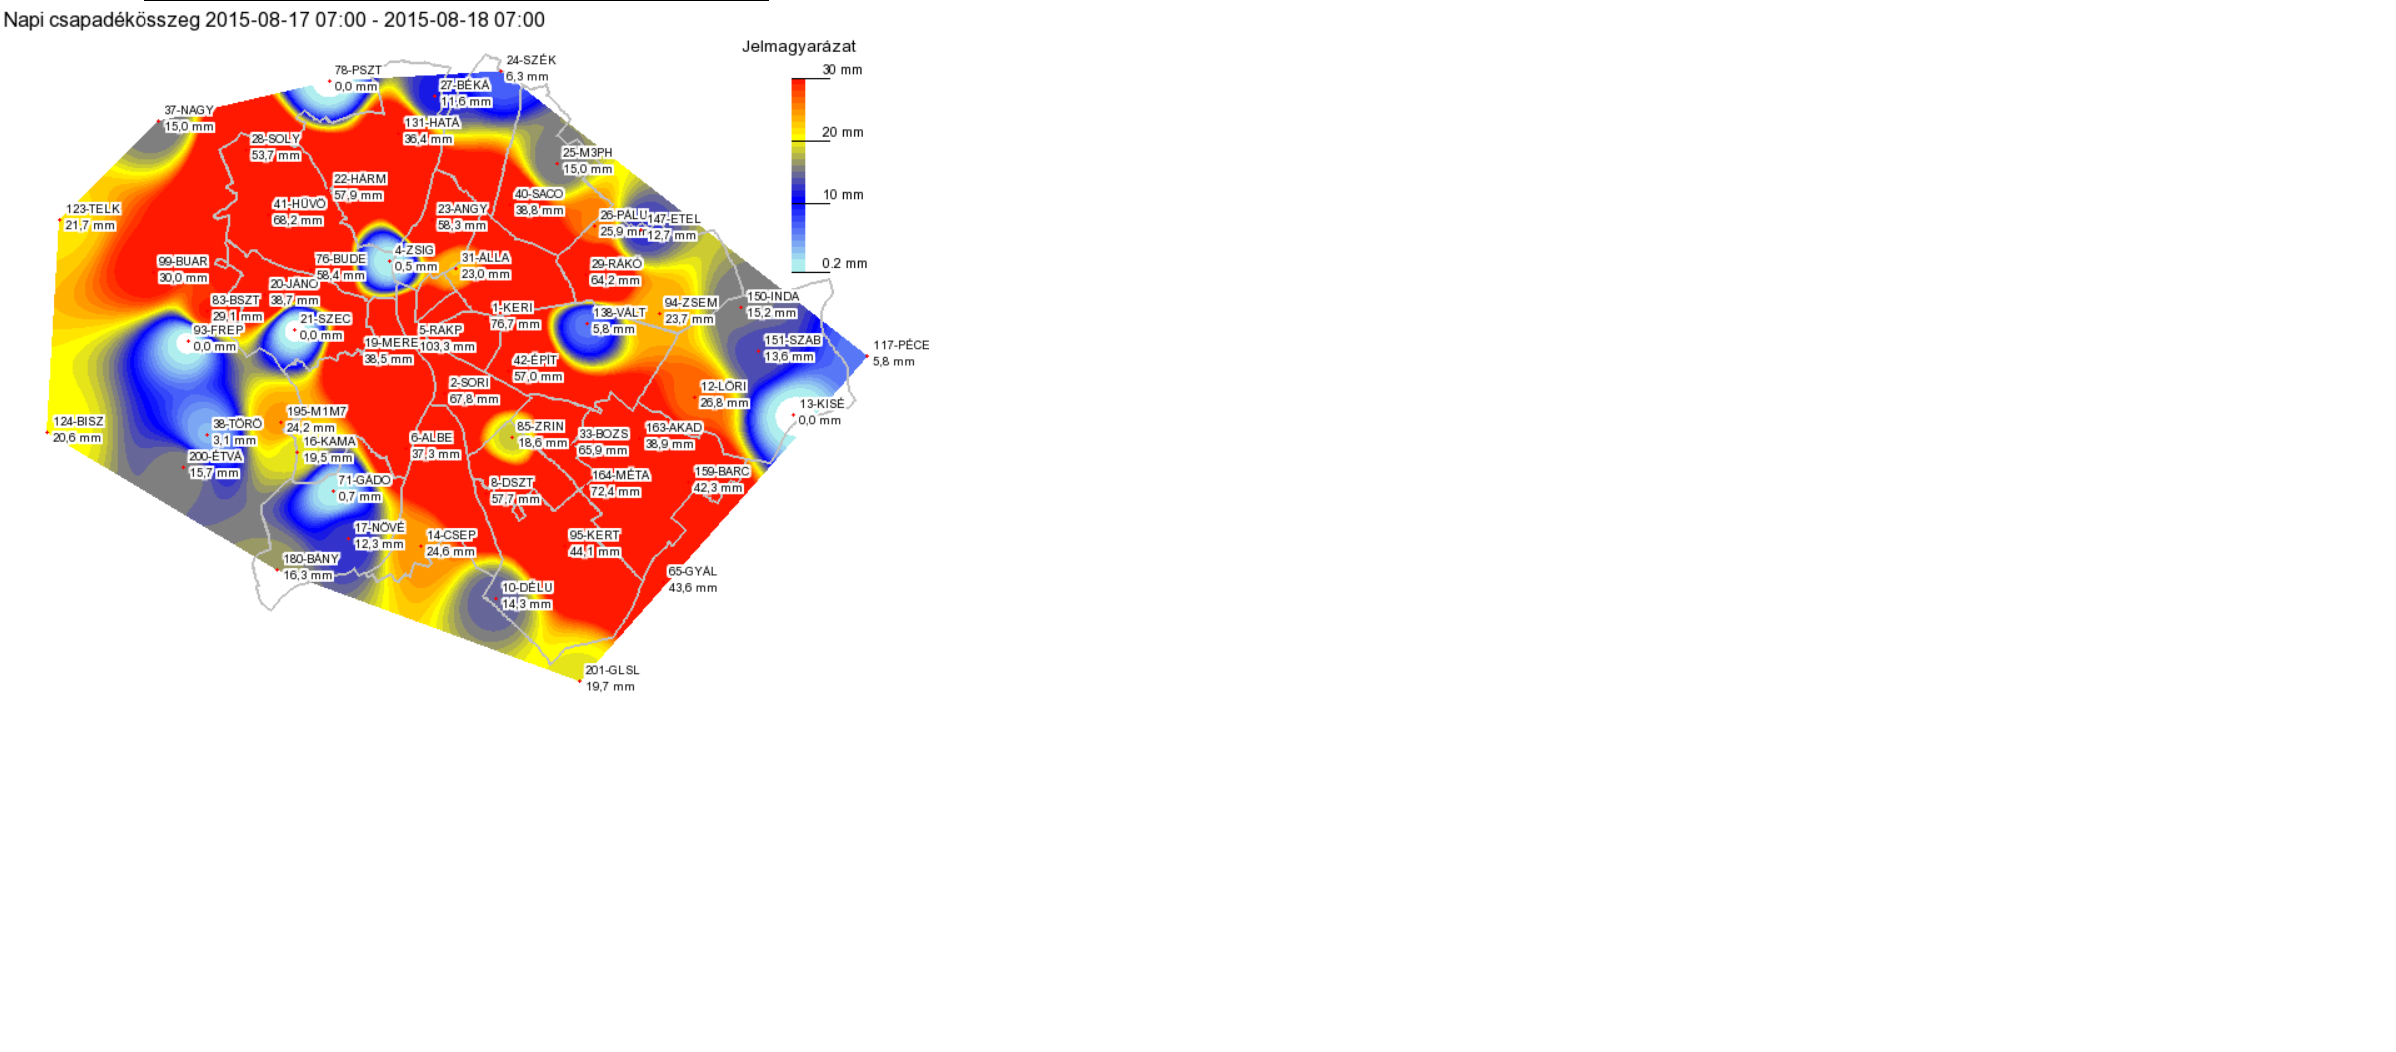 Napi csapadékösszeg 2015-08-17 07:00 - 2015-08-18 07:00
Jelmagyarázat
30 mm
20 mm
10 mm
0.2 mm
24-SZÉK
6,3 mm
78-PSZT
0,0 mm
27-BÉKÁ
11,6 mm
37-NAGY
15,0 mm
131-HATÁ
36,4 mm
28-SOLY
53,7 mm
25-M3PH
15,0 mm
22-HÁRM
57,9 mm
40-SACO
38,8 mm
41-HŰVÖ
68,2 mm
123-TELK
21,7 mm
23-ANGY
58,3 mm
26-PÁLU
25,9 mm
147-ETEL
12,7 mm
4-ZSIG
0,5 mm
76-BUDE
58,4 mm
31-ÁLLA
23,0 mm
99-BUAR
30,0 mm
29-RÁKÓ
64,2 mm
20-JÁNO
38,7 mm
83-BSZT
29,1 mm
150-INDA
15,2 mm
94-ZSEM
23,7 mm
1-KERI
76,7 mm
138-VÁLT
5,8 mm
21-SZEC
0,0 mm
93-FREP
0,0 mm
5-RAKP
103,3 mm
19-MERE
38,5 mm
151-SZAB
13,6 mm
117-PÉCE
5,8 mm
42-ÉPÍT
57,0 mm
2-SORI
67,8 mm
12-LŐRI
26,8 mm
13-KISÉ
0,0 mm
195-M1M7
24,2 mm
124-BISZ
20,6 mm
38-TÖRÖ
3,1 mm
85-ZRIN
18,6 mm
163-AKAD
38,9 mm
33-BOZS
65,9 mm
6-ALBE
37,3 mm
16-KAMA
19,5 mm
200-ÉTVÁ
15,7 mm
159-BARC
42,3 mm
164-MÉTA
72,4 mm
71-GÁDO
0,7 mm
8-DSZT
57,7 mm
17-NÖVÉ
12,3 mm
14-CSEP
24,6 mm
95-KERT
44,1 mm
180-BÁNY
16,3 mm
65-GYÁL
43,6 mm
10-DÉLU
14,3 mm
201-GLSL
19,7 mm